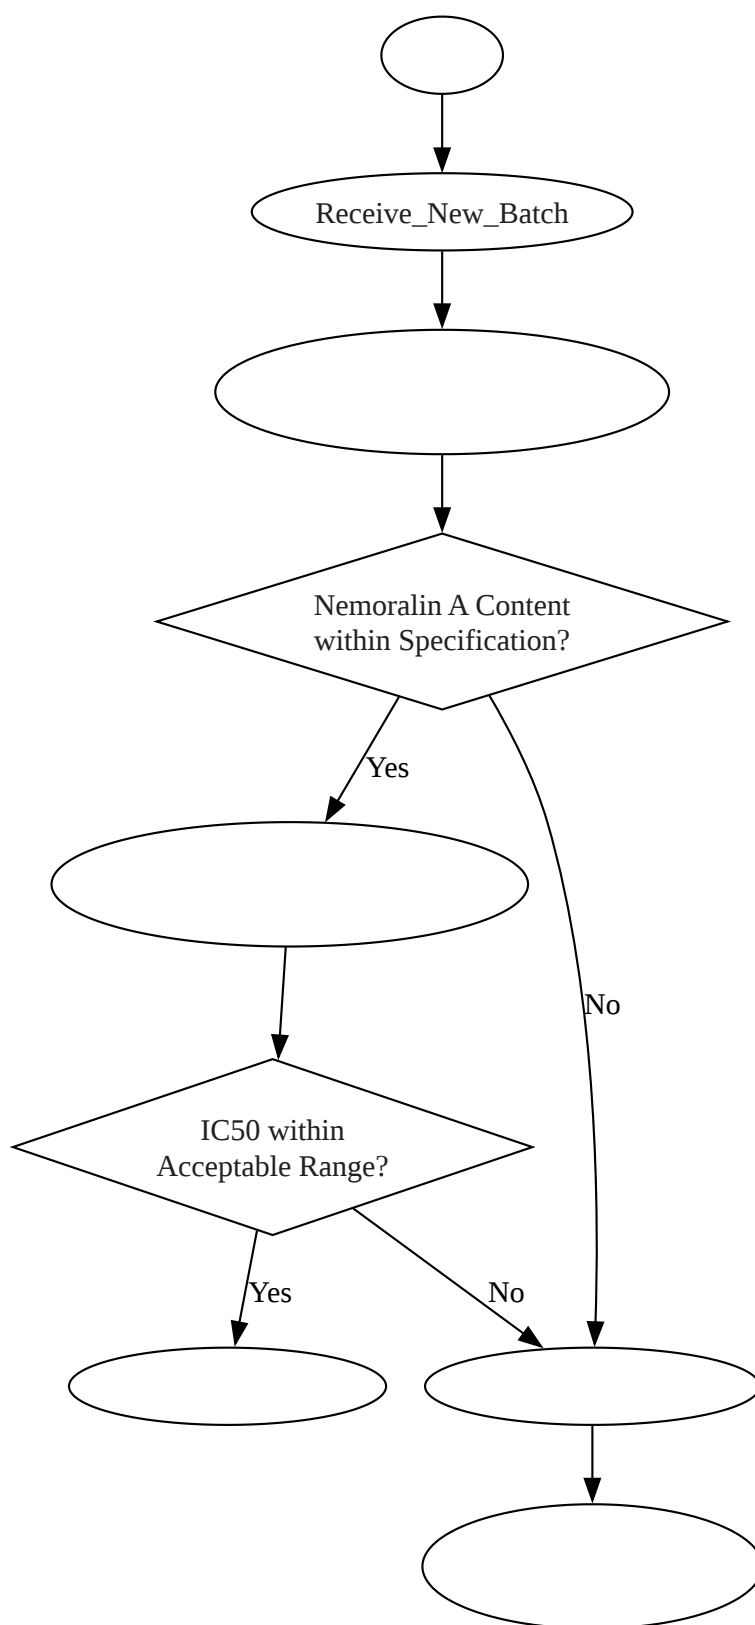 Receive_New_Batch
Nemoralin A Content
within Specification?
Yes
No
IC50 within
Acceptable Range?
Yes
No